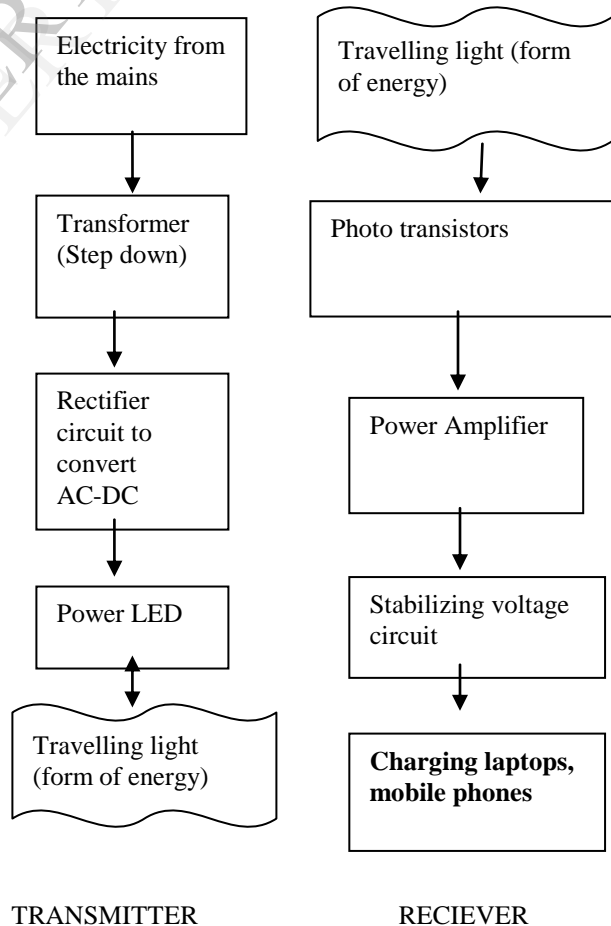 Electricity from
the mains
Transformer
(Step down)
Rectifier
circuit to
convert
AC-DC
Power LED
Travelling light
(form of energy)
TRANSMITTER
Travelling light (form
of energy)
Photo transistors
Power Amplifier
Stabilizing voltage
circuit
Charging laptops,
mobile phones
RECIEVER